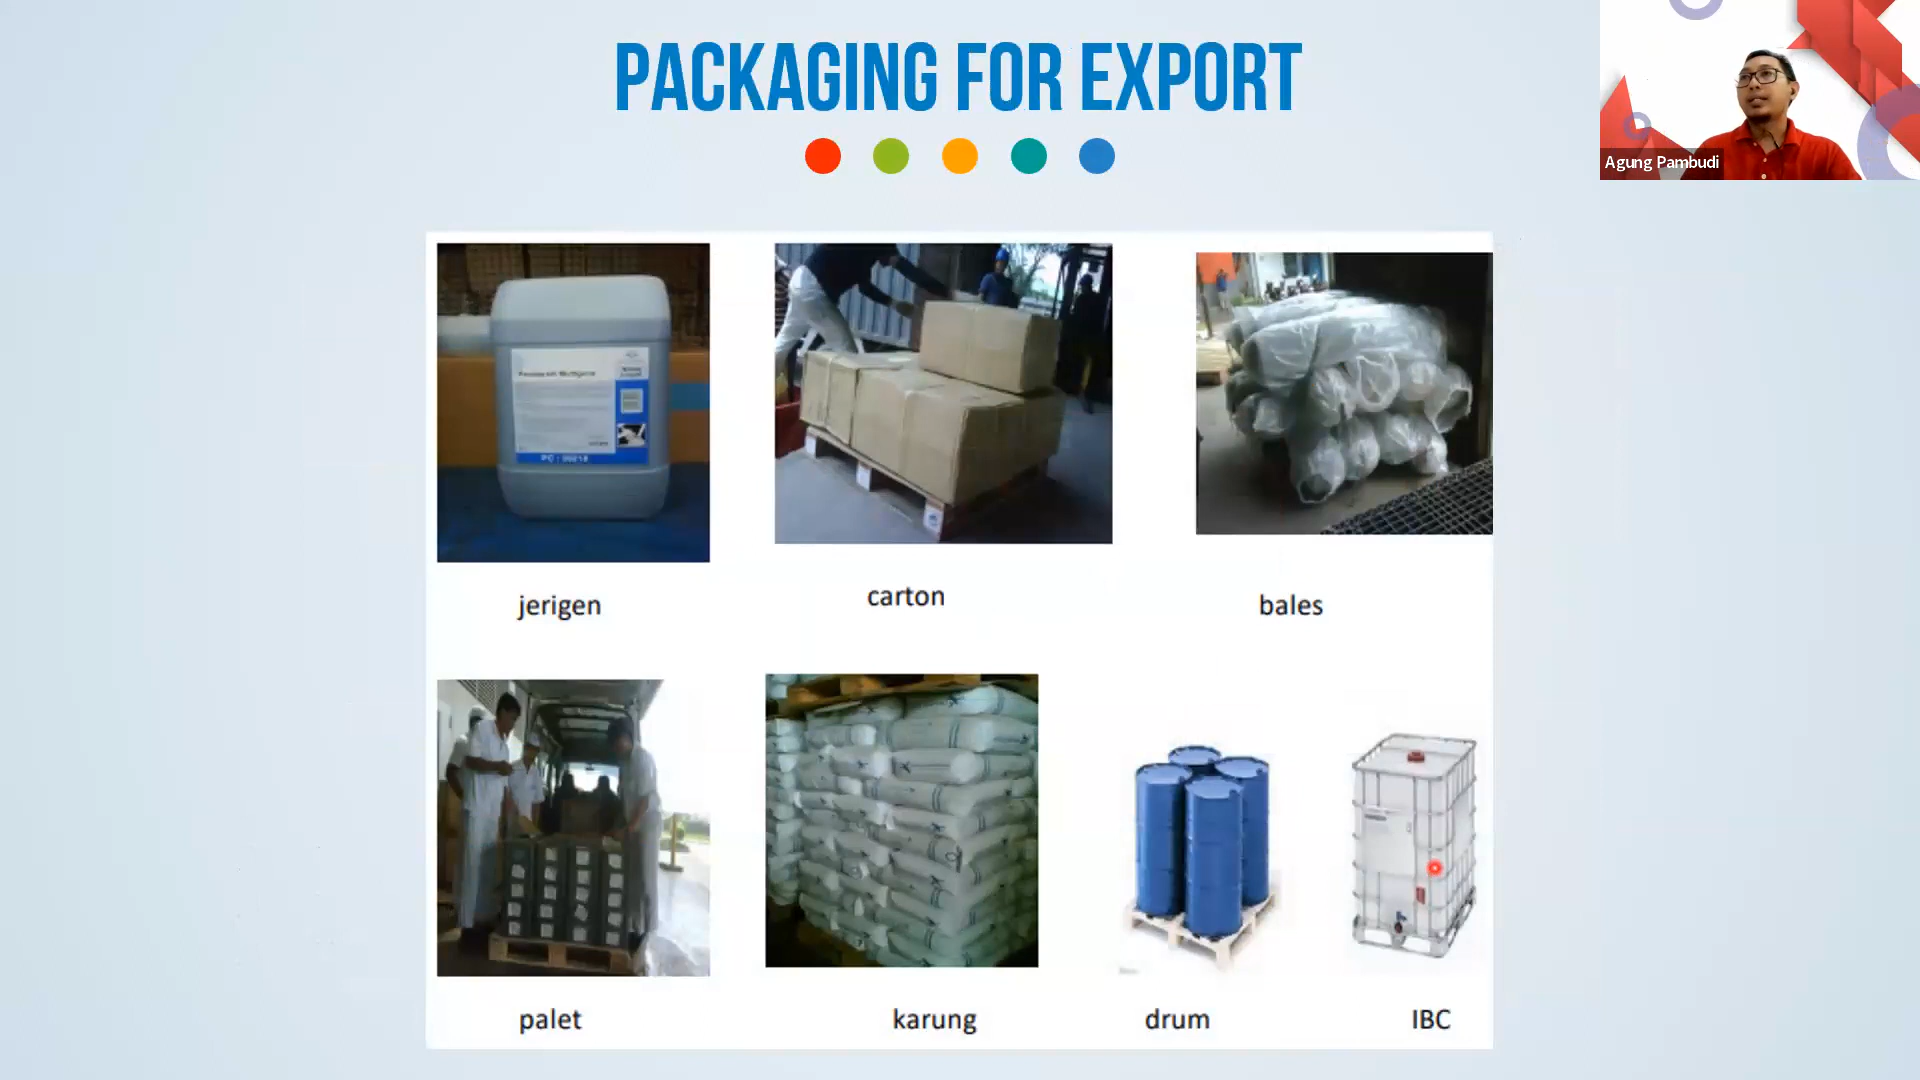 PACKAGING FOR EXPORT
Agung Pambudi
jerigen
carton
bales
palet
karung
drum
IBC